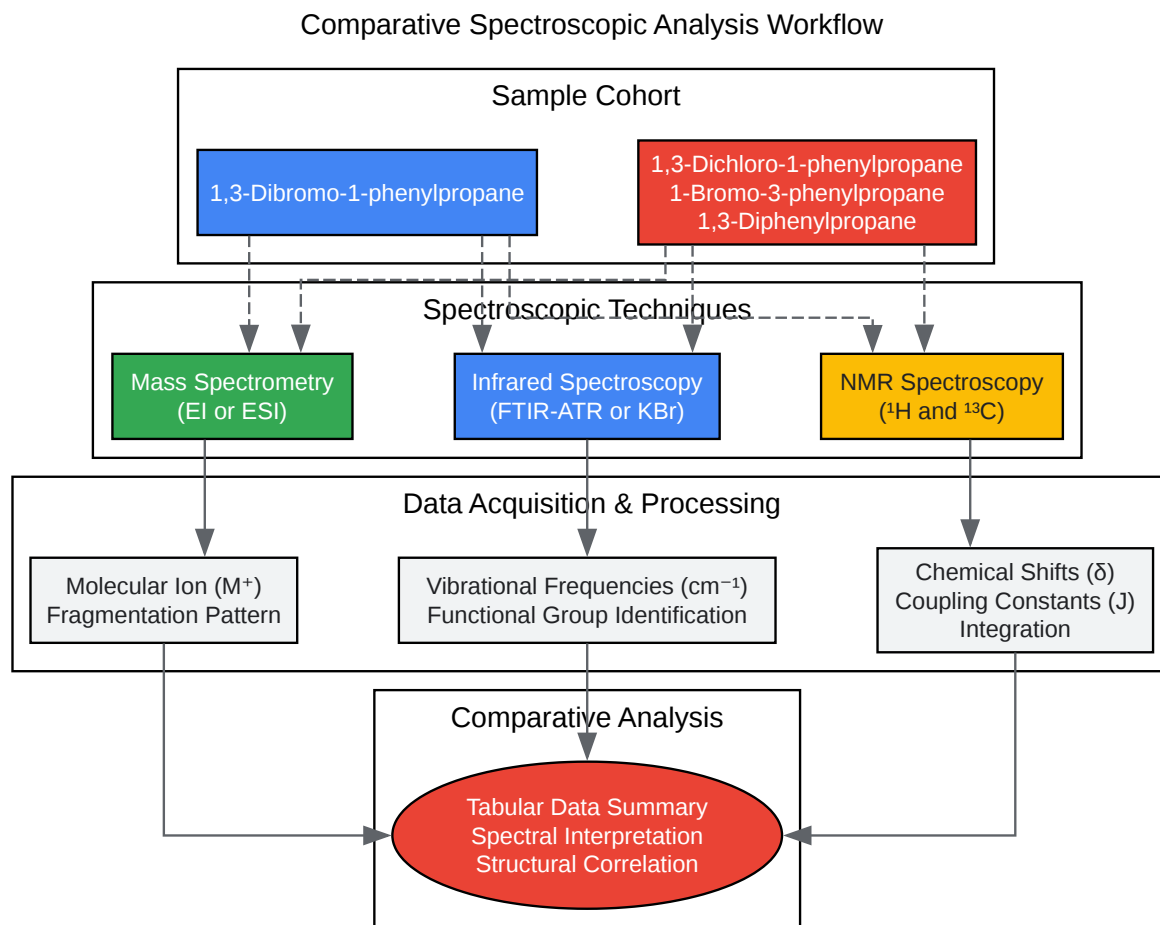 Comparative Spectroscopic Analysis Workflow
Sample Cohort
1,3-Dibromo-1-phenylpropane
1,3-Dichloro-1-phenylpropane
1-Bromo-3-phenylpropane
1,3-Diphenylpropane
Spectroscopic Techniques
Mass Spectrometry
(EI or ESI)
Infrared Spectroscopy
(FTIR-ATR or KBr)
NMR Spectroscopy
(¹H and ¹³C)
Data Acquisition & Processing
Molecular Ion (M⁺)
Fragmentation Pattern
Vibrational Frequencies (cm⁻¹)
Functional Group Identification
Chemical Shifts (δ)
Coupling Constants (J)
Integration
Comparative Analysis
Tabular Data Summary
Spectral Interpretation
Structural Correlation